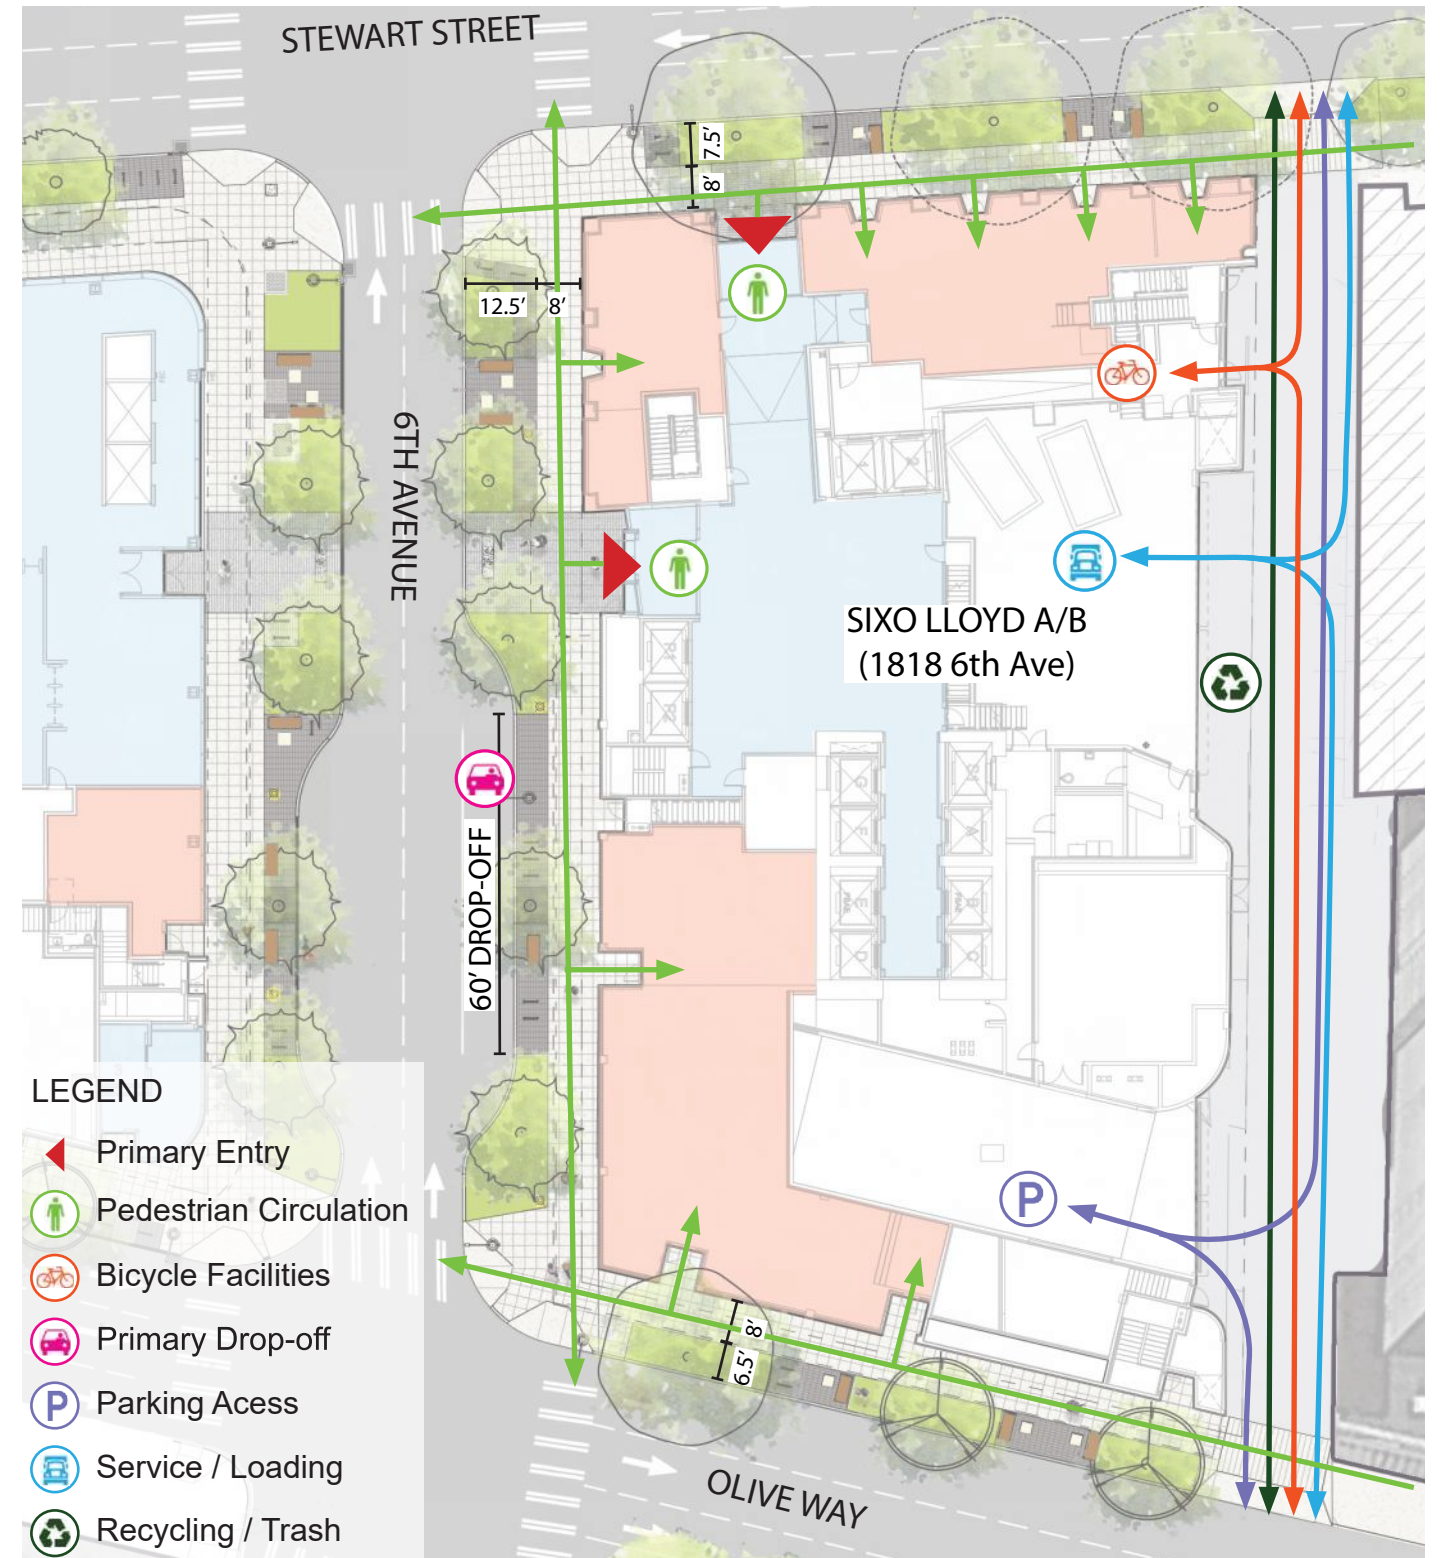 STEWART STREET
7.5’
8’
12.5’
8’
6TH AVENUE
SIXO LLOYD A/B
(1818 6th Ave)
60’ DROP-OFF
8’
6.5’
OLIVE WAY
LEGEND
Primary Entry
Pedestrian Circulation
Bicycle Facilities
Primary Drop-off
P
Parking Acess
Service / Loading
Recycling / Trash
P